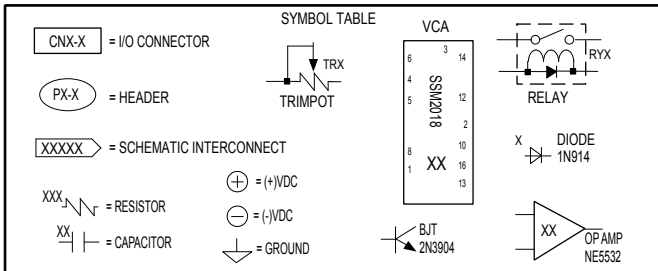 SYMBOL TABLE
CNX-X = I/O CONNECTOR
PX-X = HEADER
XXXXX = SCHEMATIC INTERCONNECT
XXX = RESISTOR
XX = CAPACITOR
TRX
TRIMPOT
+ = (+)VDC
− = (-)VDC
= GROUND
VCA
3
6 14
4
5 12
2
8 10
1 16
13
SSM2018
XX
BJT
2N3904
RYX
RELAY
X DIODE
1N914
XX
OP AMP
NE5532